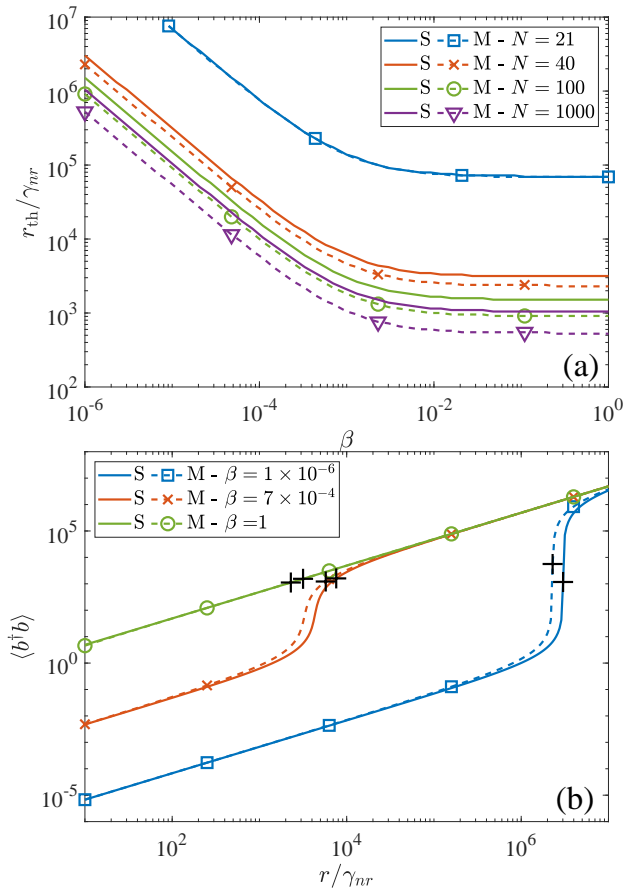 10^7
10^6
10^5
10^4
10^3
10^2
r_th/γ_nr
S M - N = 21
S M - N = 40
S M - N = 100
S M - N = 1000
(a)
10^-6 10^-4 10^-2 10^0
β
S M - β = 1 × 10^-6
S M - β = 7 × 10^-4
S M - β =1
10^5
10^0
10^-5
⟨b†b⟩
(b)
10^2 10^4 10^6
r/γ_nr